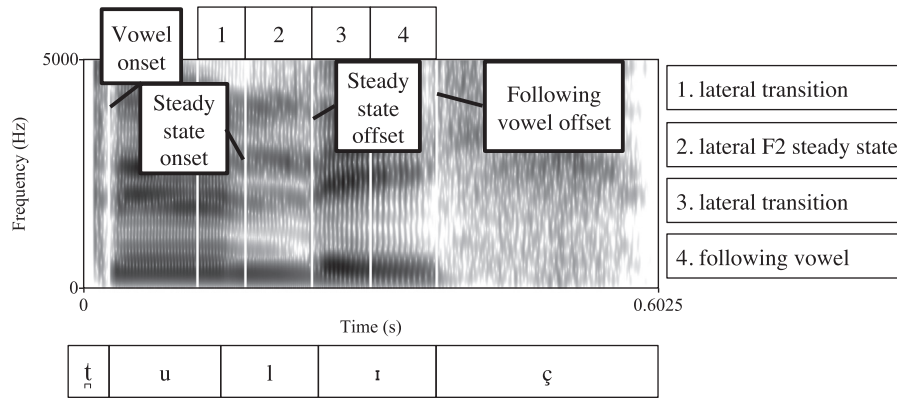 1 2 3 4
Vowel
onset
Steady
state
onset
Steady
state
offset
Following
vowel offset
5000
Frequency (Hz)
0
0 0.6025
Time (s)
1. lateral transition
2. lateral F2 steady state
3. lateral transition
4. following vowel
t̺ u l ɪ ç